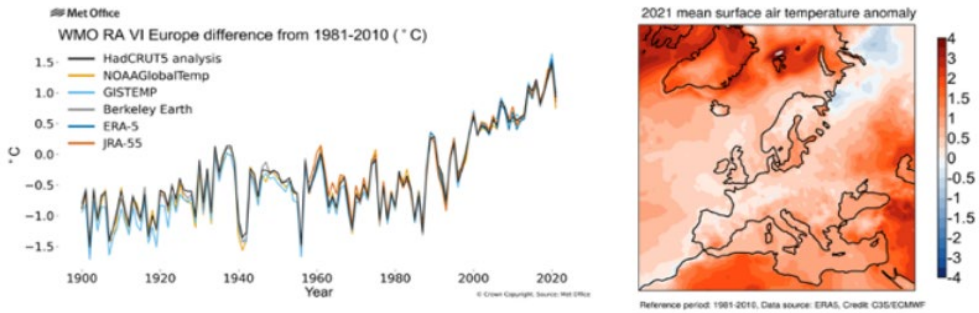 Met Office
WMO RA VI Europe difference from 1981-2010 (°C)
HadCRUT5 analysis
NOAAGlobalTemp
GISTEMP
Berkeley Earth
ERA-5
JRA-55
1.5
1.0
0.5
0.0
−0.5
−1.0
−1.5
°C
1900 1920 1940 1960 1980 2000 2020
Year
© Crown Copyright, Source: Met Office
2021 mean surface air temperature anomaly
4
3
2
1.5
1
0.5
-0.5
-1
-1.5
-2
-3
-4
Reference period: 1981-2010, Data source: ERA5, Credit: C3S/ECMWF